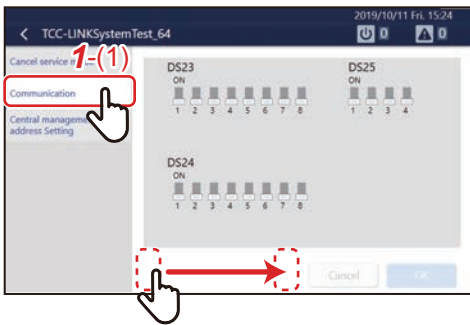 2019/10/11 Fri. 15:24
TCC-LINKSystemTest_64
0
0
Cancel service
1-(1)
Communication
Central manageme
address Setting
DS23
ON
1 2 3 4 5 6 7 8
DS25
ON
1 2 3 4
DS24
ON
1 2 3 4 5 6 7 8
Cancel
OK